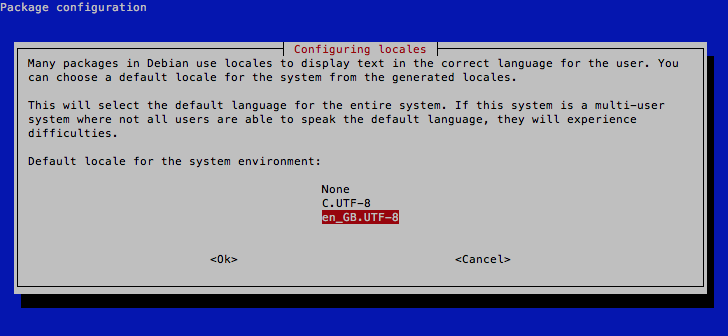 Package configuration
Configuring locales
Many packages in Debian use locales to display text in the correct language for the user. You
can choose a default locale for the system from the generated locales.
This will select the default language for the entire system. If this system is a multi-user
system where not all users are able to speak the default language, they will experience
difficulties.
Default locale for the system environment:
None
C.UTF-8
en_GB.UTF-8
<Ok> <Cancel>